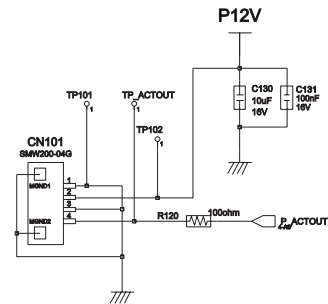 P12V
C130
10uF
16V
C131
100nF
16V
TP101
1
TP_ACTOUT
1
TP102
1
CN101
SMW200-04G
MGND1
MGND2
1
2
3
4
R120
100ohm
P_ACTOUT